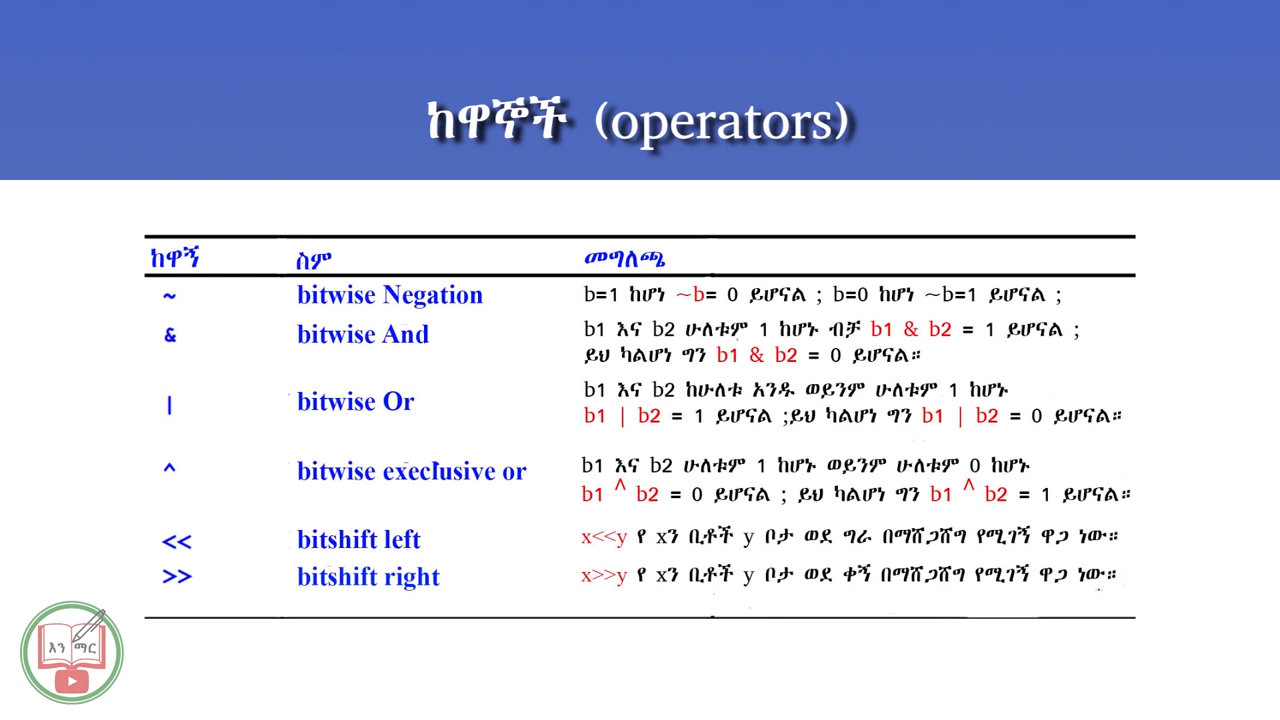 ከዋኞች (operators)
ከዋኝ ስም መግለጫ
~ bitwise Negation b=1 ከሆነ ~b= 0 ይሆናል ; b=0 ከሆነ ~b=1 ይሆናል ;
& bitwise And b1 እና b2 ሁለቱም 1 ከሆኑ ብቻ b1 & b2 = 1 ይሆናል ;
ይህ ካልሆነ ግን b1 & b2 = 0 ይሆናል።
| bitwise Or b1 እና b2 ከሁለቱ አንዱ ወይንም ሁለቱም 1 ከሆኑ
b1 | b2 = 1 ይሆናል ;ይህ ካልሆነ ግን b1 | b2 = 0 ይሆናል።
^ bitwise execlusive or b1 እና b2 ሁለቱም 1 ከሆኑ ወይንም ሁለቱም 0 ከሆኑ
b1 ^ b2 = 0 ይሆናል ; ይህ ካልሆነ ግን b1 ^ b2 = 1 ይሆናል።
<< bitshift left x<<y የ xን ቢቶች y ቦታ ወደ ግራ በማሸጋሸግ የሚገኝ ዋጋ ነው።
>> bitshift right x>>y የ xን ቢቶች y ቦታ ወደ ቀኝ በማሸጋሸግ የሚገኝ ዋጋ ነው።
እን ማር